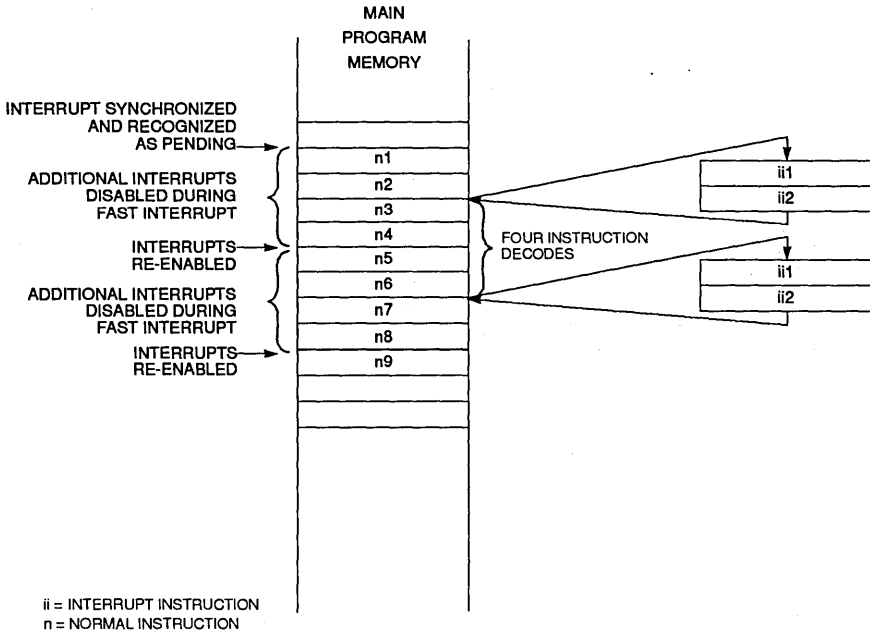 MAIN
PROGRAM
MEMORY
INTERRUPT SYNCHRONIZED
AND RECOGNIZED
AS PENDING
ADDITIONAL INTERRUPTS
DISABLED DURING
FAST INTERRUPT
INTERRUPTS
RE-ENABLED
ADDITIONAL INTERRUPTS
DISABLED DURING
FAST INTERRUPT
INTERRUPTS
RE-ENABLED
n1
n2
n3
n4
n5
n6
n7
n8
n9
FOUR INSTRUCTION
DECODES
ii1
ii2
ii1
ii2
ii = INTERRUPT INSTRUCTION
n = NORMAL INSTRUCTION